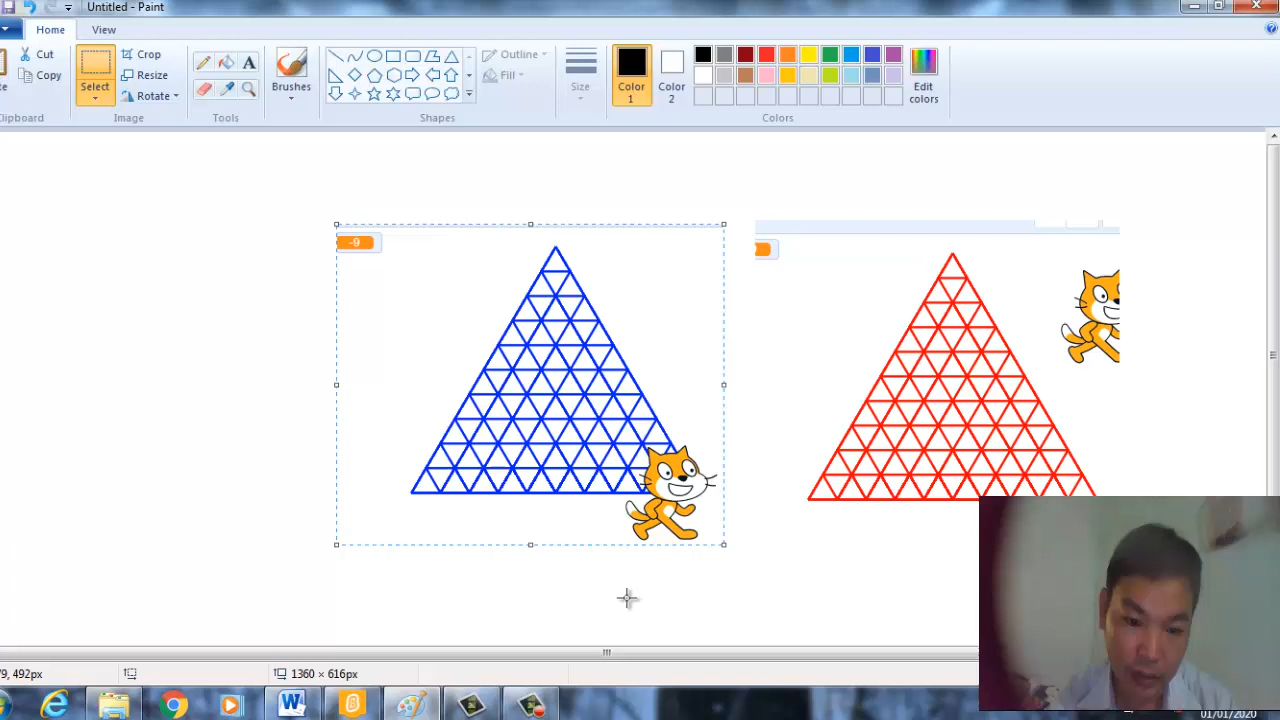 Untitled - Paint
Home View
Cut
Copy
Clipboard
Select
Crop
Resize
Rotate
Image
A
Tools
Brushes
Shapes
Outline
Fill
Size
Color 1
Color 2
Edit colors
Colors
-9
9, 492px
1360 × 616px
01/01/2020